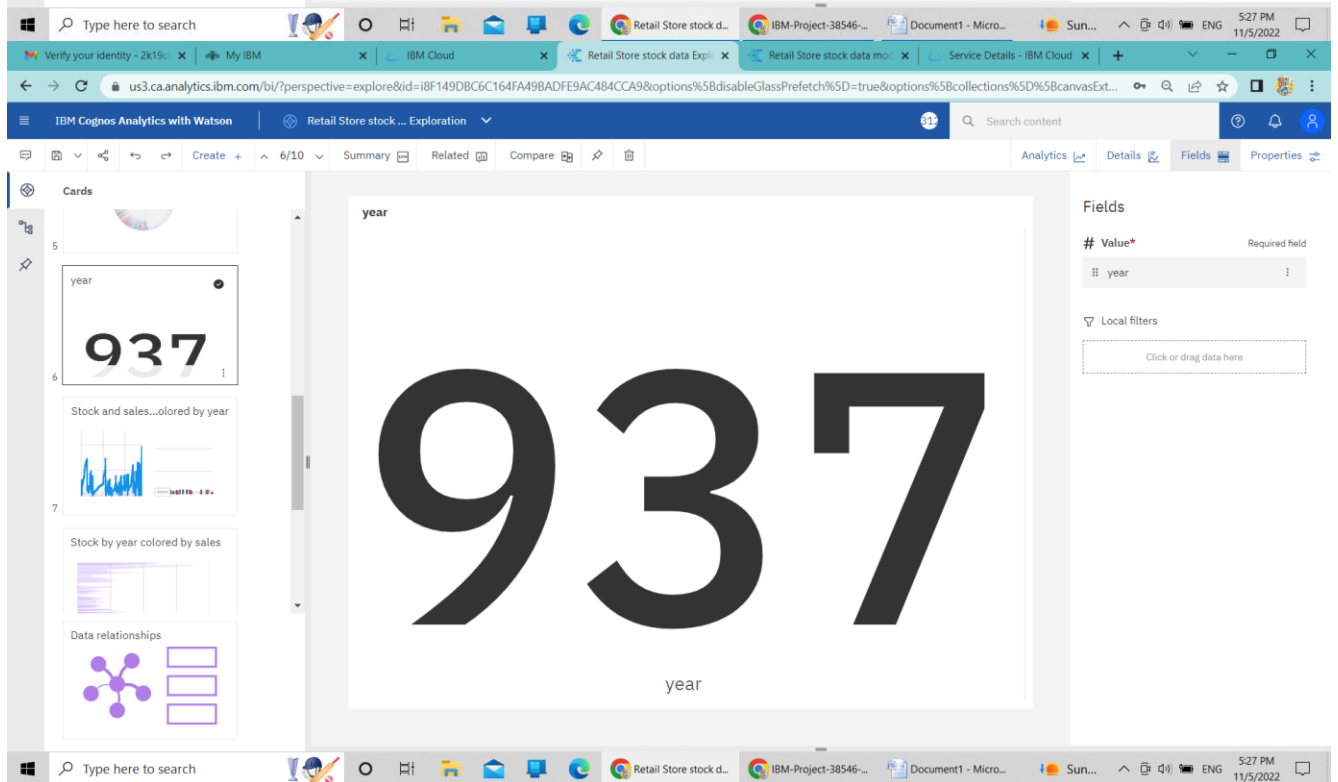 Type here to search
Retail Store stock d...
IBM-Project-38546-...
Document1 - Micro...
Sun...
ENG
5:27 PM
11/5/2022
Verify your identity - 2k19c
My IBM
IBM Cloud
Retail Store stock data Explo
Retail Store stock data mod
Service Details - IBM Cloud
us3.ca.analytics.ibm.com/bi/?perspective=explore&id=i8F149DBC6C164FA49BADFE9AC484CCA9&options%5BdisableGlassPrefetch%5D=true&options%5Bcollections%5D%5BcanvasExt...
IBM Cognos Analytics with Watson
Retail Store stock ... Exploration
312
Search content
Create +
6/10
Summary
Related
Compare
Analytics
Details
Fields
Properties
Cards
5
year
937
6
Stock and sales...olored by year
7
Stock by year colored by sales
Data relationships
year
937
year
Fields
# Value*
Required field
year
Local filters
Click or drag data here
Type here to search
Retail Store stock d...
IBM-Project-38546-...
Document1 - Micro...
Sun...
ENG
5:27 PM
11/5/2022